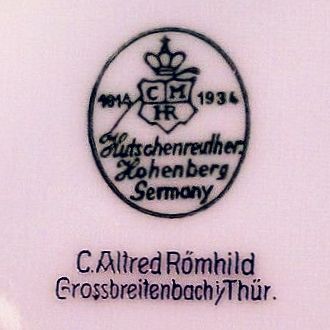 C M
1814 1934
HR
Hutschenreuther
Hohenberg
Germany
C. Alfred Römhild
Grossbreitenbach i/Thür.